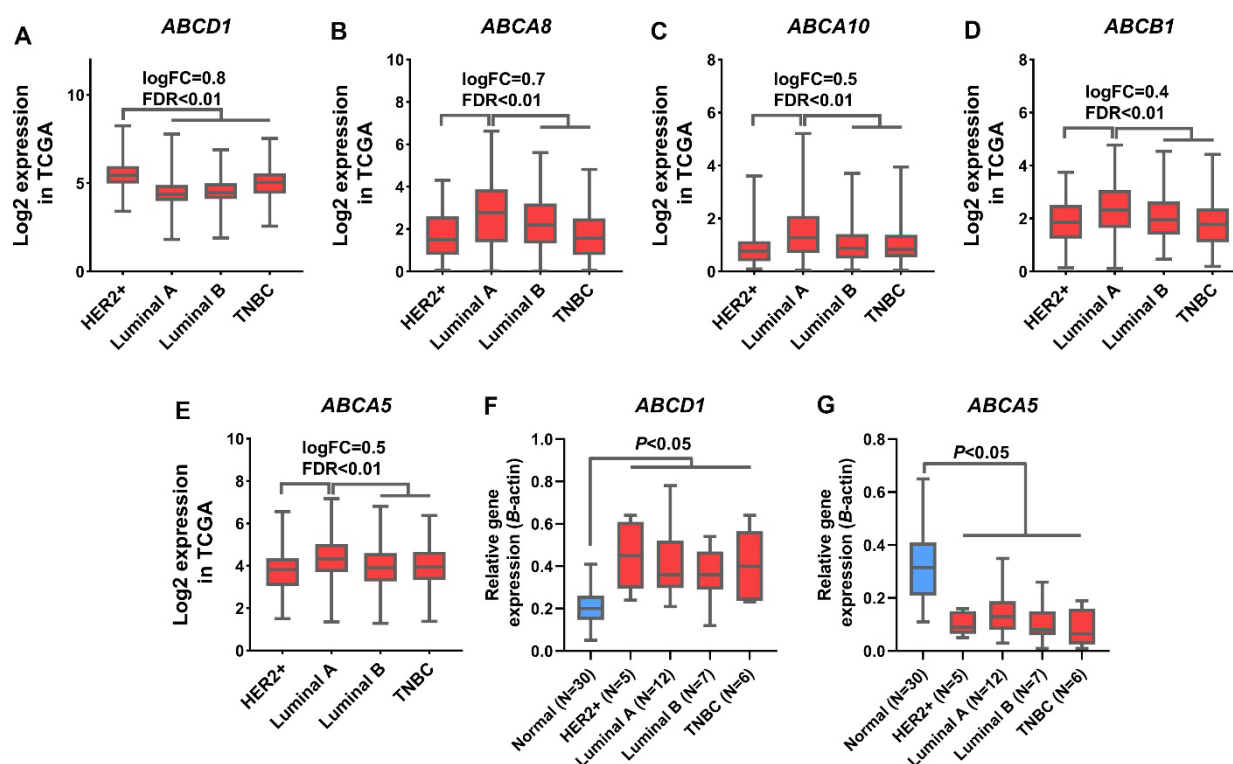 A
ABCD1
Log2 expression
in TCGA
10
5
0
logFC=0.8
FDR<0.01
HER2+
Luminal A
Luminal B
TNBC
B
ABCA8
Log2 expression
in TCGA
10
8
6
4
2
0
logFC=0.7
FDR<0.01
HER2+
Luminal A
Luminal B
TNBC
C
ABCA10
Log2 expression
in TCGA
8
6
4
2
0
logFC=0.5
FDR<0.01
HER2+
Luminal A
Luminal B
TNBC
D
ABCB1
Log2 expression
in TCGA
8
6
4
2
0
logFC=0.4
FDR<0.01
HER2+
Luminal A
Luminal B
TNBC
E
ABCA5
Log2 expression
in TCGA
10
8
6
4
2
0
logFC=0.5
FDR<0.01
HER2+
Luminal A
Luminal B
TNBC
F
ABCD1
Relative gene
expression (B-actin)
1.0
0.8
0.6
0.4
0.2
0.0
P<0.05
Normal (N=30)
HER2+ (N=5)
Luminal A (N=12)
Luminal B (N=7)
TNBC (N=6)
G
ABCA5
Relative gene
expression (B-actin)
0.8
0.6
0.4
0.2
0.0
P<0.05
Normal (N=30)
HER2+ (N=5)
Luminal A (N=12)
Luminal B (N=7)
TNBC (N=6)